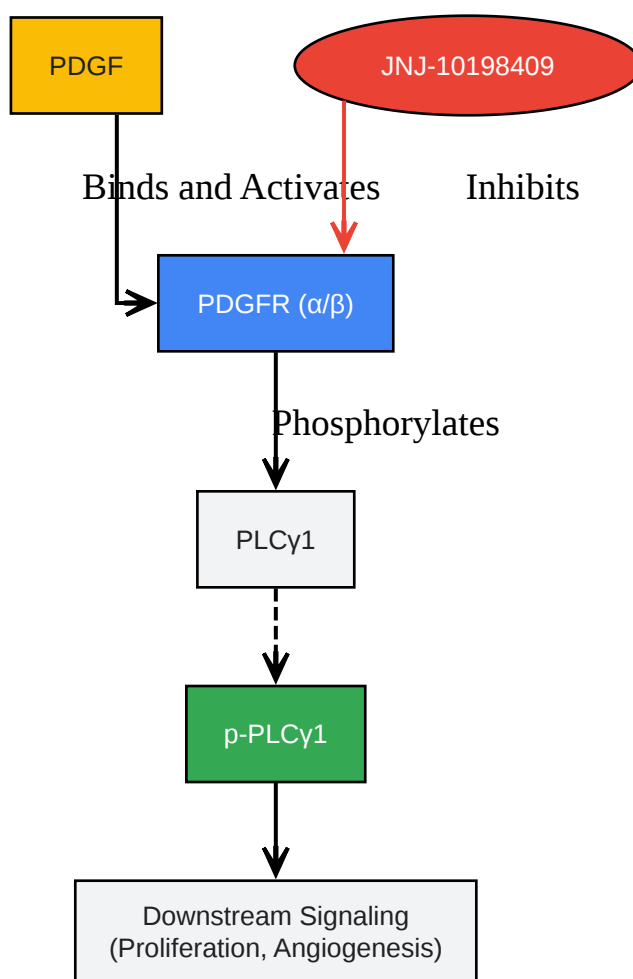 PDGF
JNJ-10198409
Binds and Activates
Inhibits
PDGFR (α/β)
Phosphorylates
PLCγ1
p-PLCγ1
Downstream Signaling
(Proliferation, Angiogenesis)